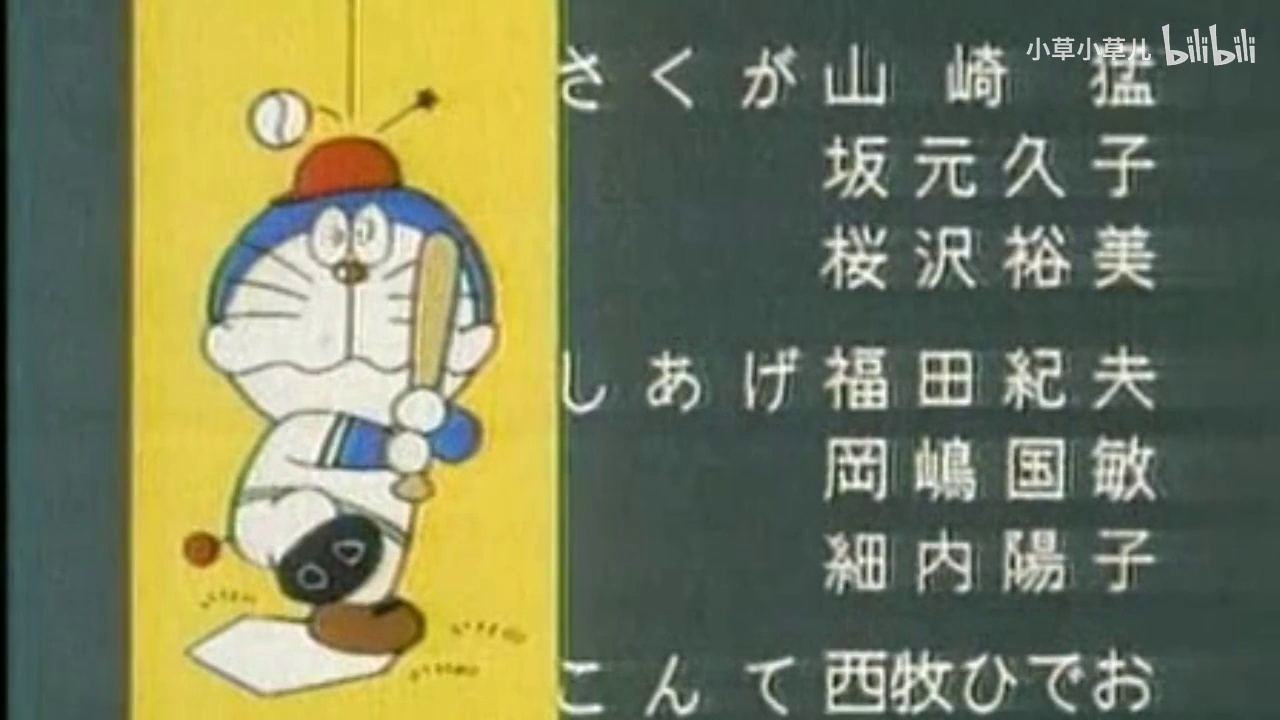 小草小草儿 bilibili
さくが 山崎 猛
坂元久子
桜沢裕美
しあげ 福田紀夫
岡嶋国敏
細内陽子
こんて 西牧ひでお